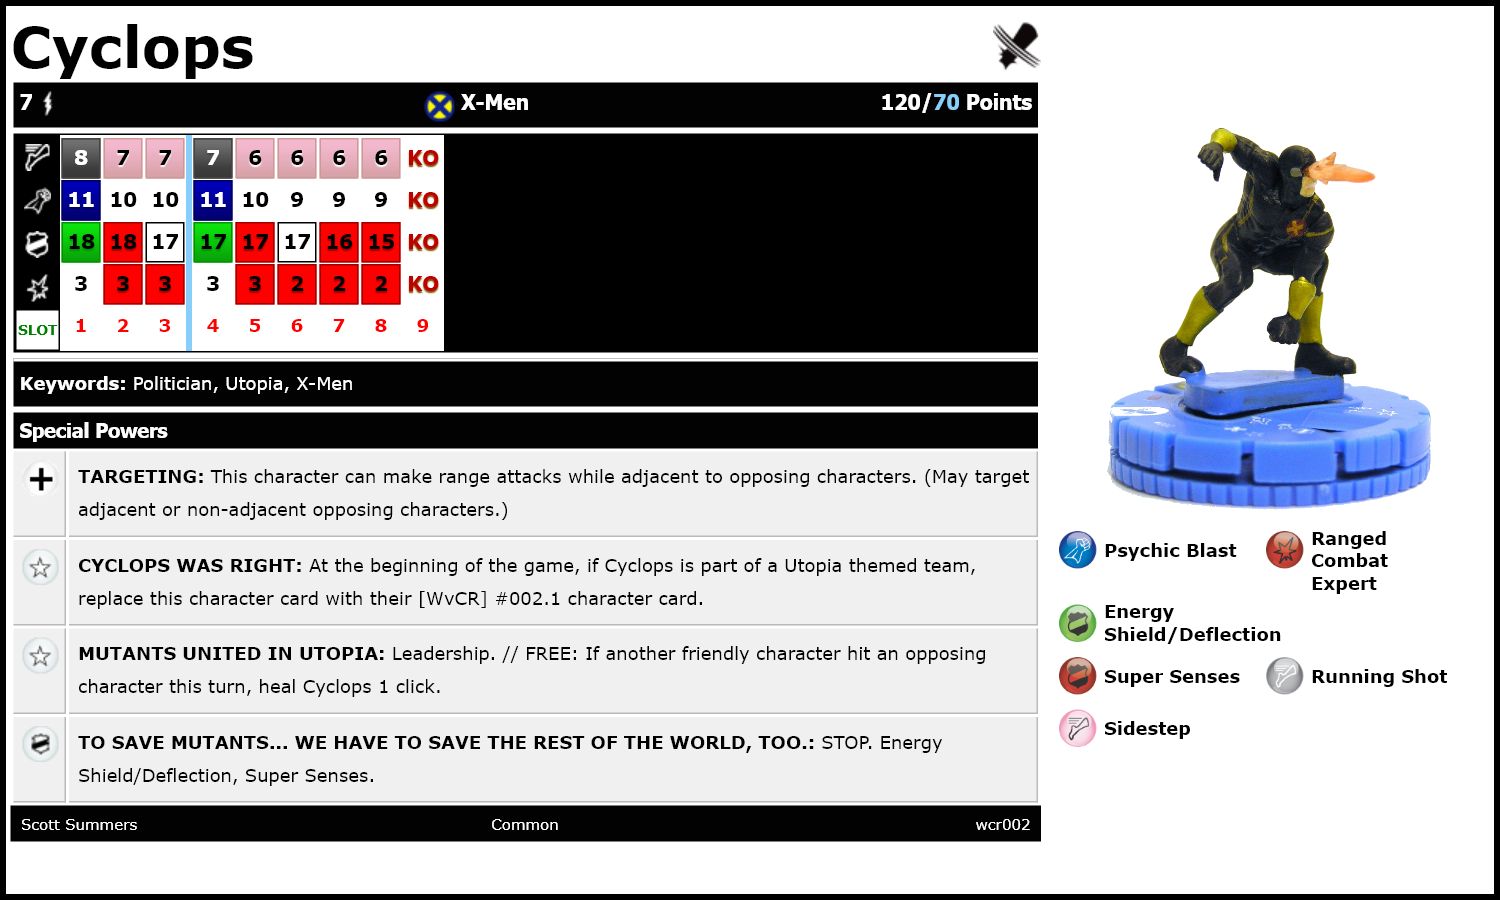 Cyclops
7 X-Men 120/70 Points
8 7 7 7 6 6 6 6 KO
11 10 10 11 10 9 9 9 KO
18 18 17 17 17 17 16 15 KO
3 3 3 3 3 2 2 2 KO
SLOT 1 2 3 4 5 6 7 8 9
Keywords: Politician, Utopia, X-Men
Special Powers
TARGETING: This character can make range attacks while adjacent to opposing characters. (May target
adjacent or non-adjacent opposing characters.)
CYCLOPS WAS RIGHT: At the beginning of the game, if Cyclops is part of a Utopia themed team,
replace this character card with their [WvCR] #002.1 character card.
MUTANTS UNITED IN UTOPIA: Leadership. // FREE: If another friendly character hit an opposing
character this turn, heal Cyclops 1 click.
TO SAVE MUTANTS... WE HAVE TO SAVE THE REST OF THE WORLD, TOO.: STOP. Energy
Shield/Deflection, Super Senses.
Scott Summers Common wcr002
Psychic Blast
Ranged
Combat
Expert
Energy
Shield/Deflection
Super Senses
Running Shot
Sidestep